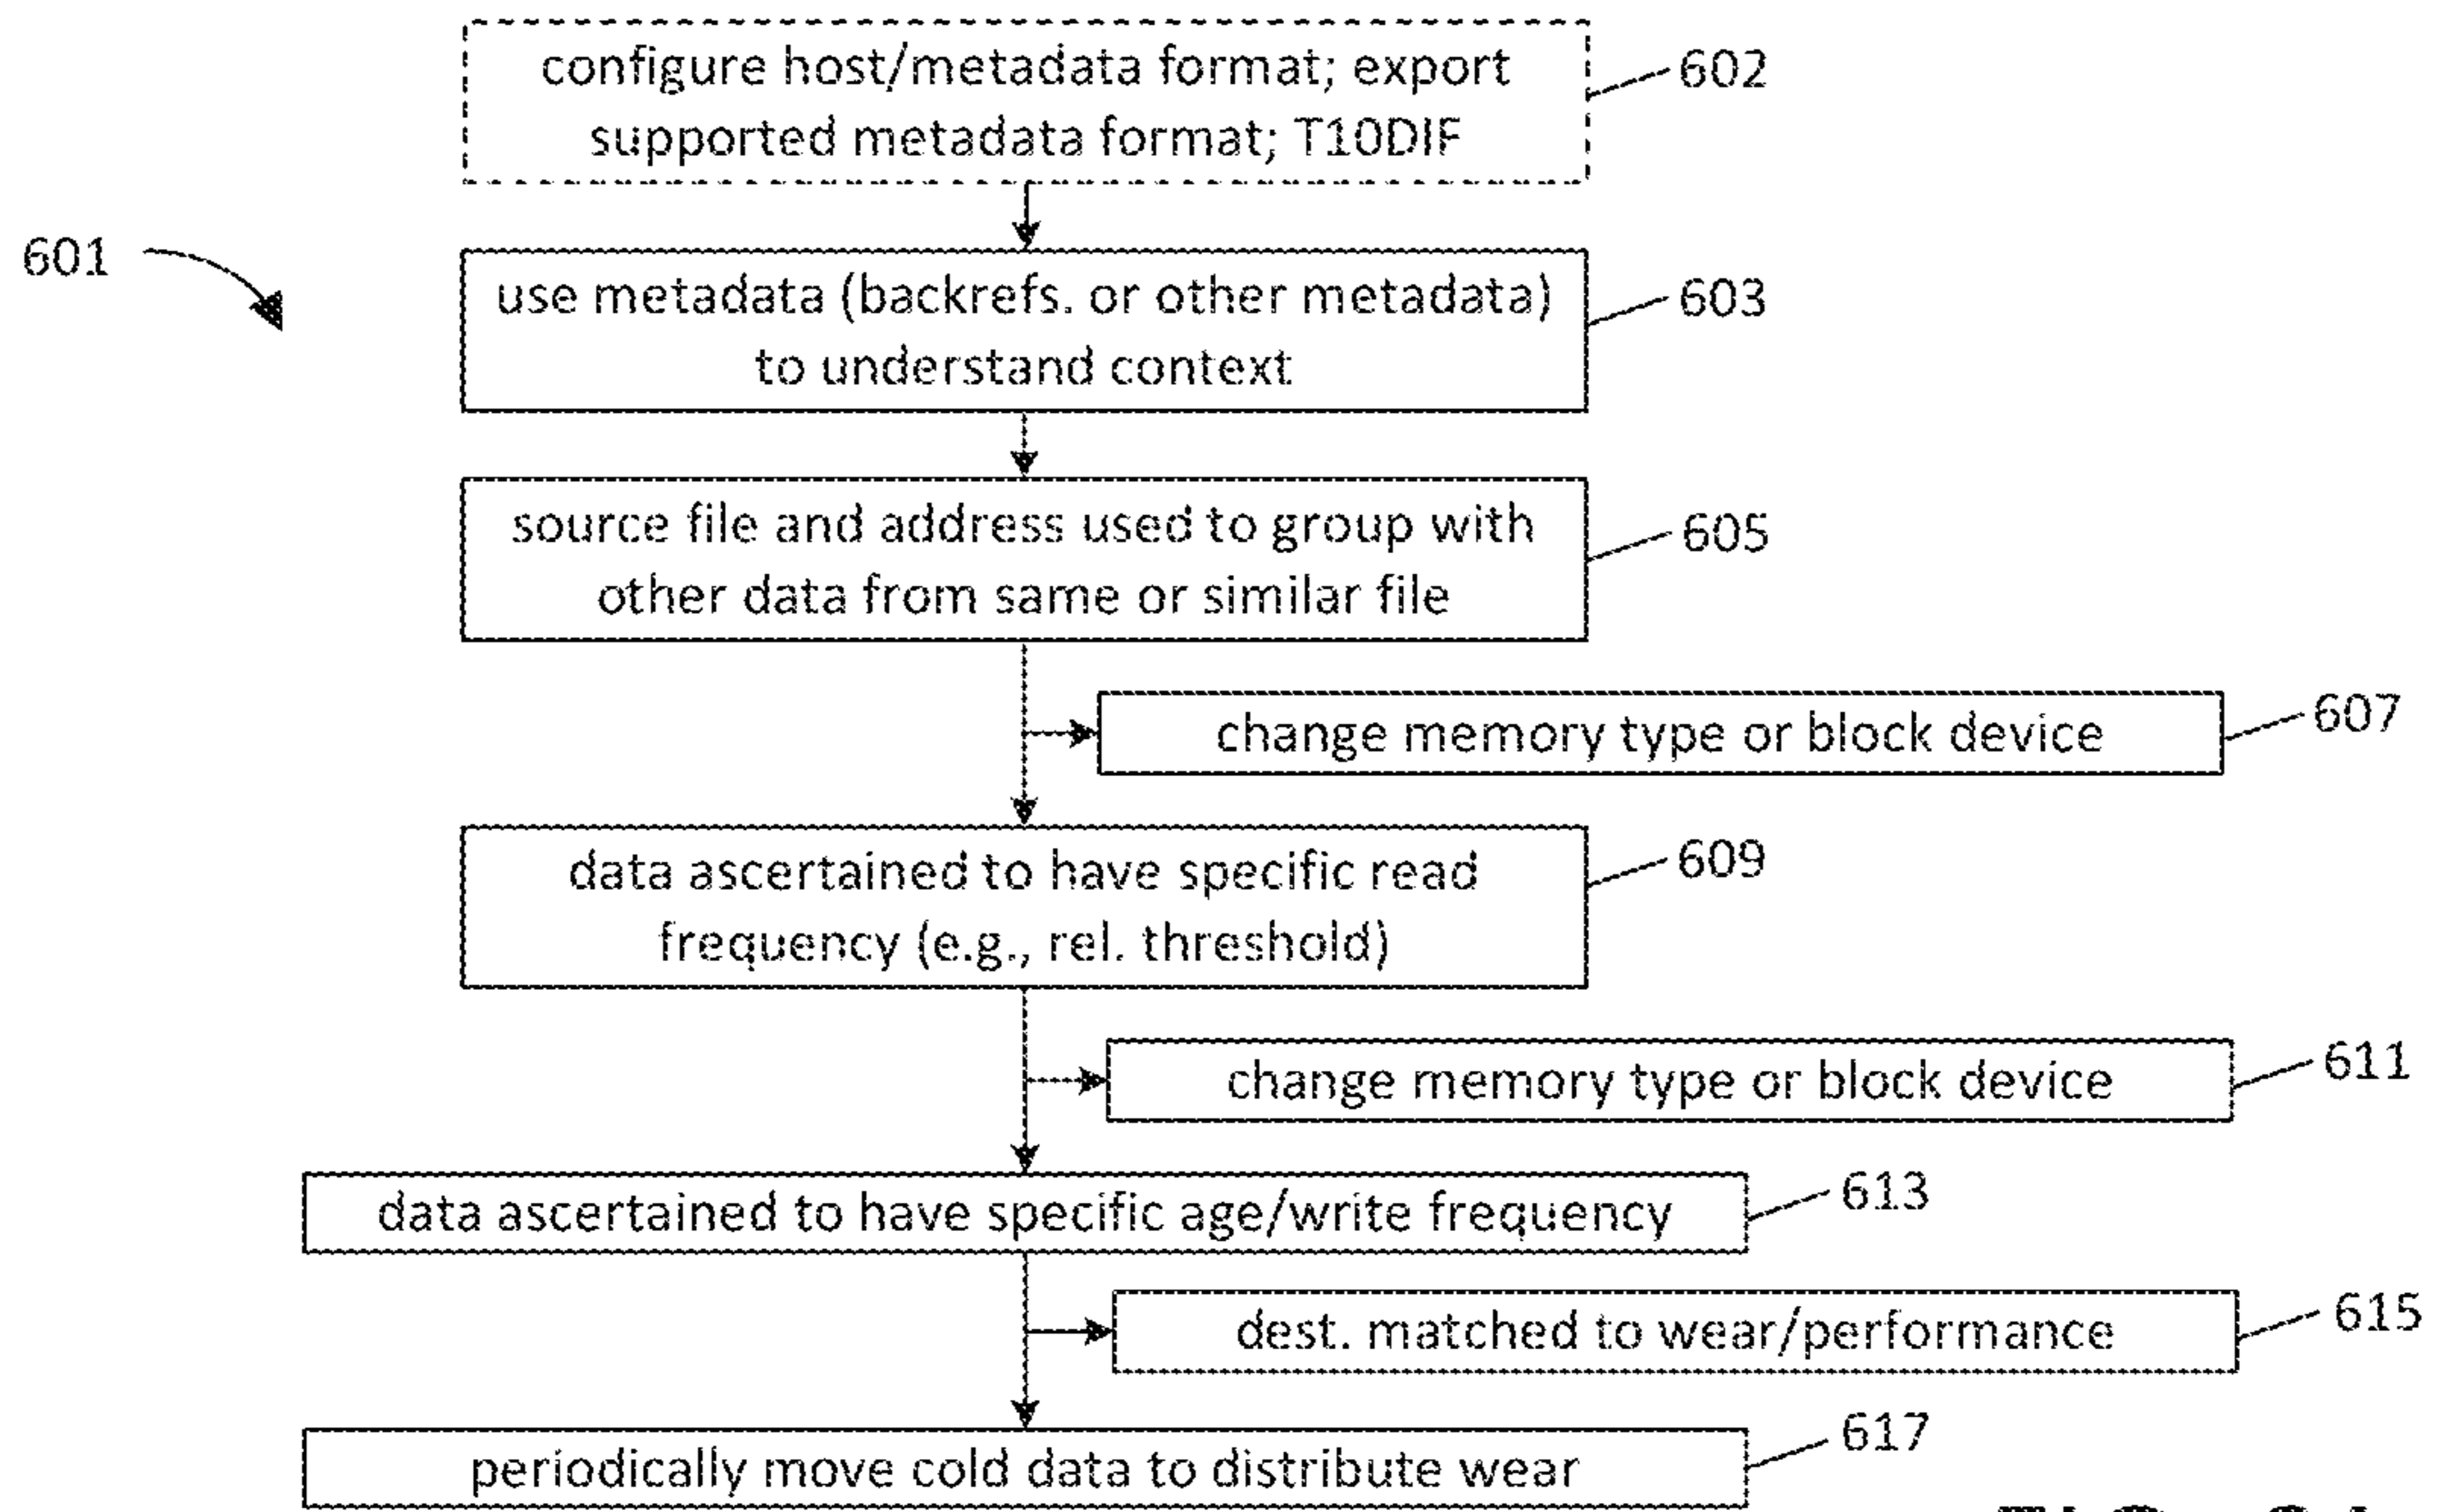 configure host/metadata format; export
supported metadata format; T10DIF
602
601
use metadata (backrefs. or other metadata)
to understand context
603
source file and address used to group with
other data from same or similar file
605
change memory type or block device
607
data ascertained to have specific read
frequency (e.g., rel. threshold)
609
change memory type or block device
611
data ascertained to have specific age/write frequency
613
dest. matched to wear/performance
615
periodically move cold data to distribute wear
617